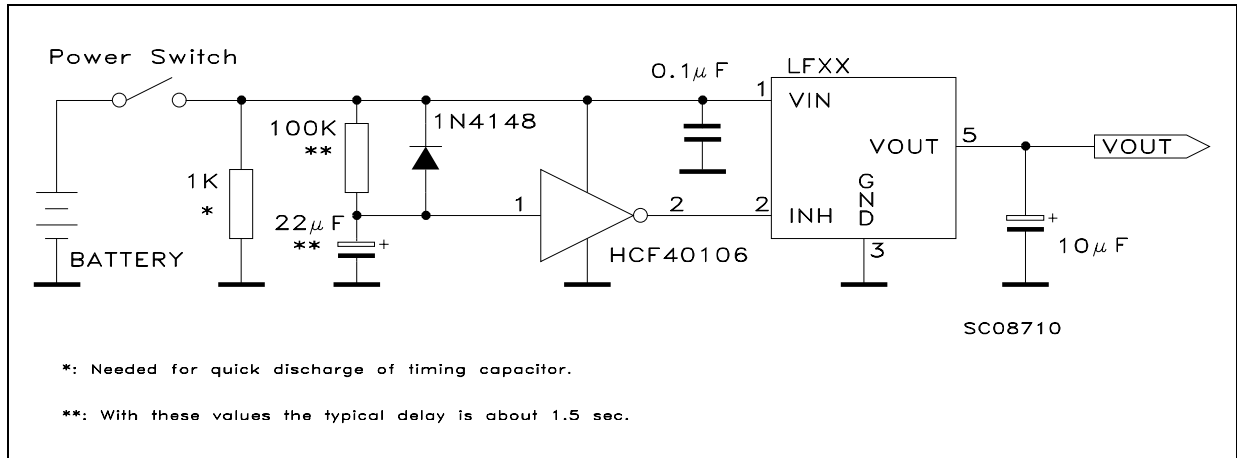 Power Switch
BATTERY
1K
*
100K
**
22μF
**
+
1N4148
1
HCF40106
2
0.1μF
LFXX
1
VIN
2
INH
GND
3
VOUT
5
VOUT
+
10μF
SC08710
*: Needed for quick discharge of timing capacitor.
**: With these values the typical delay is about 1.5 sec.